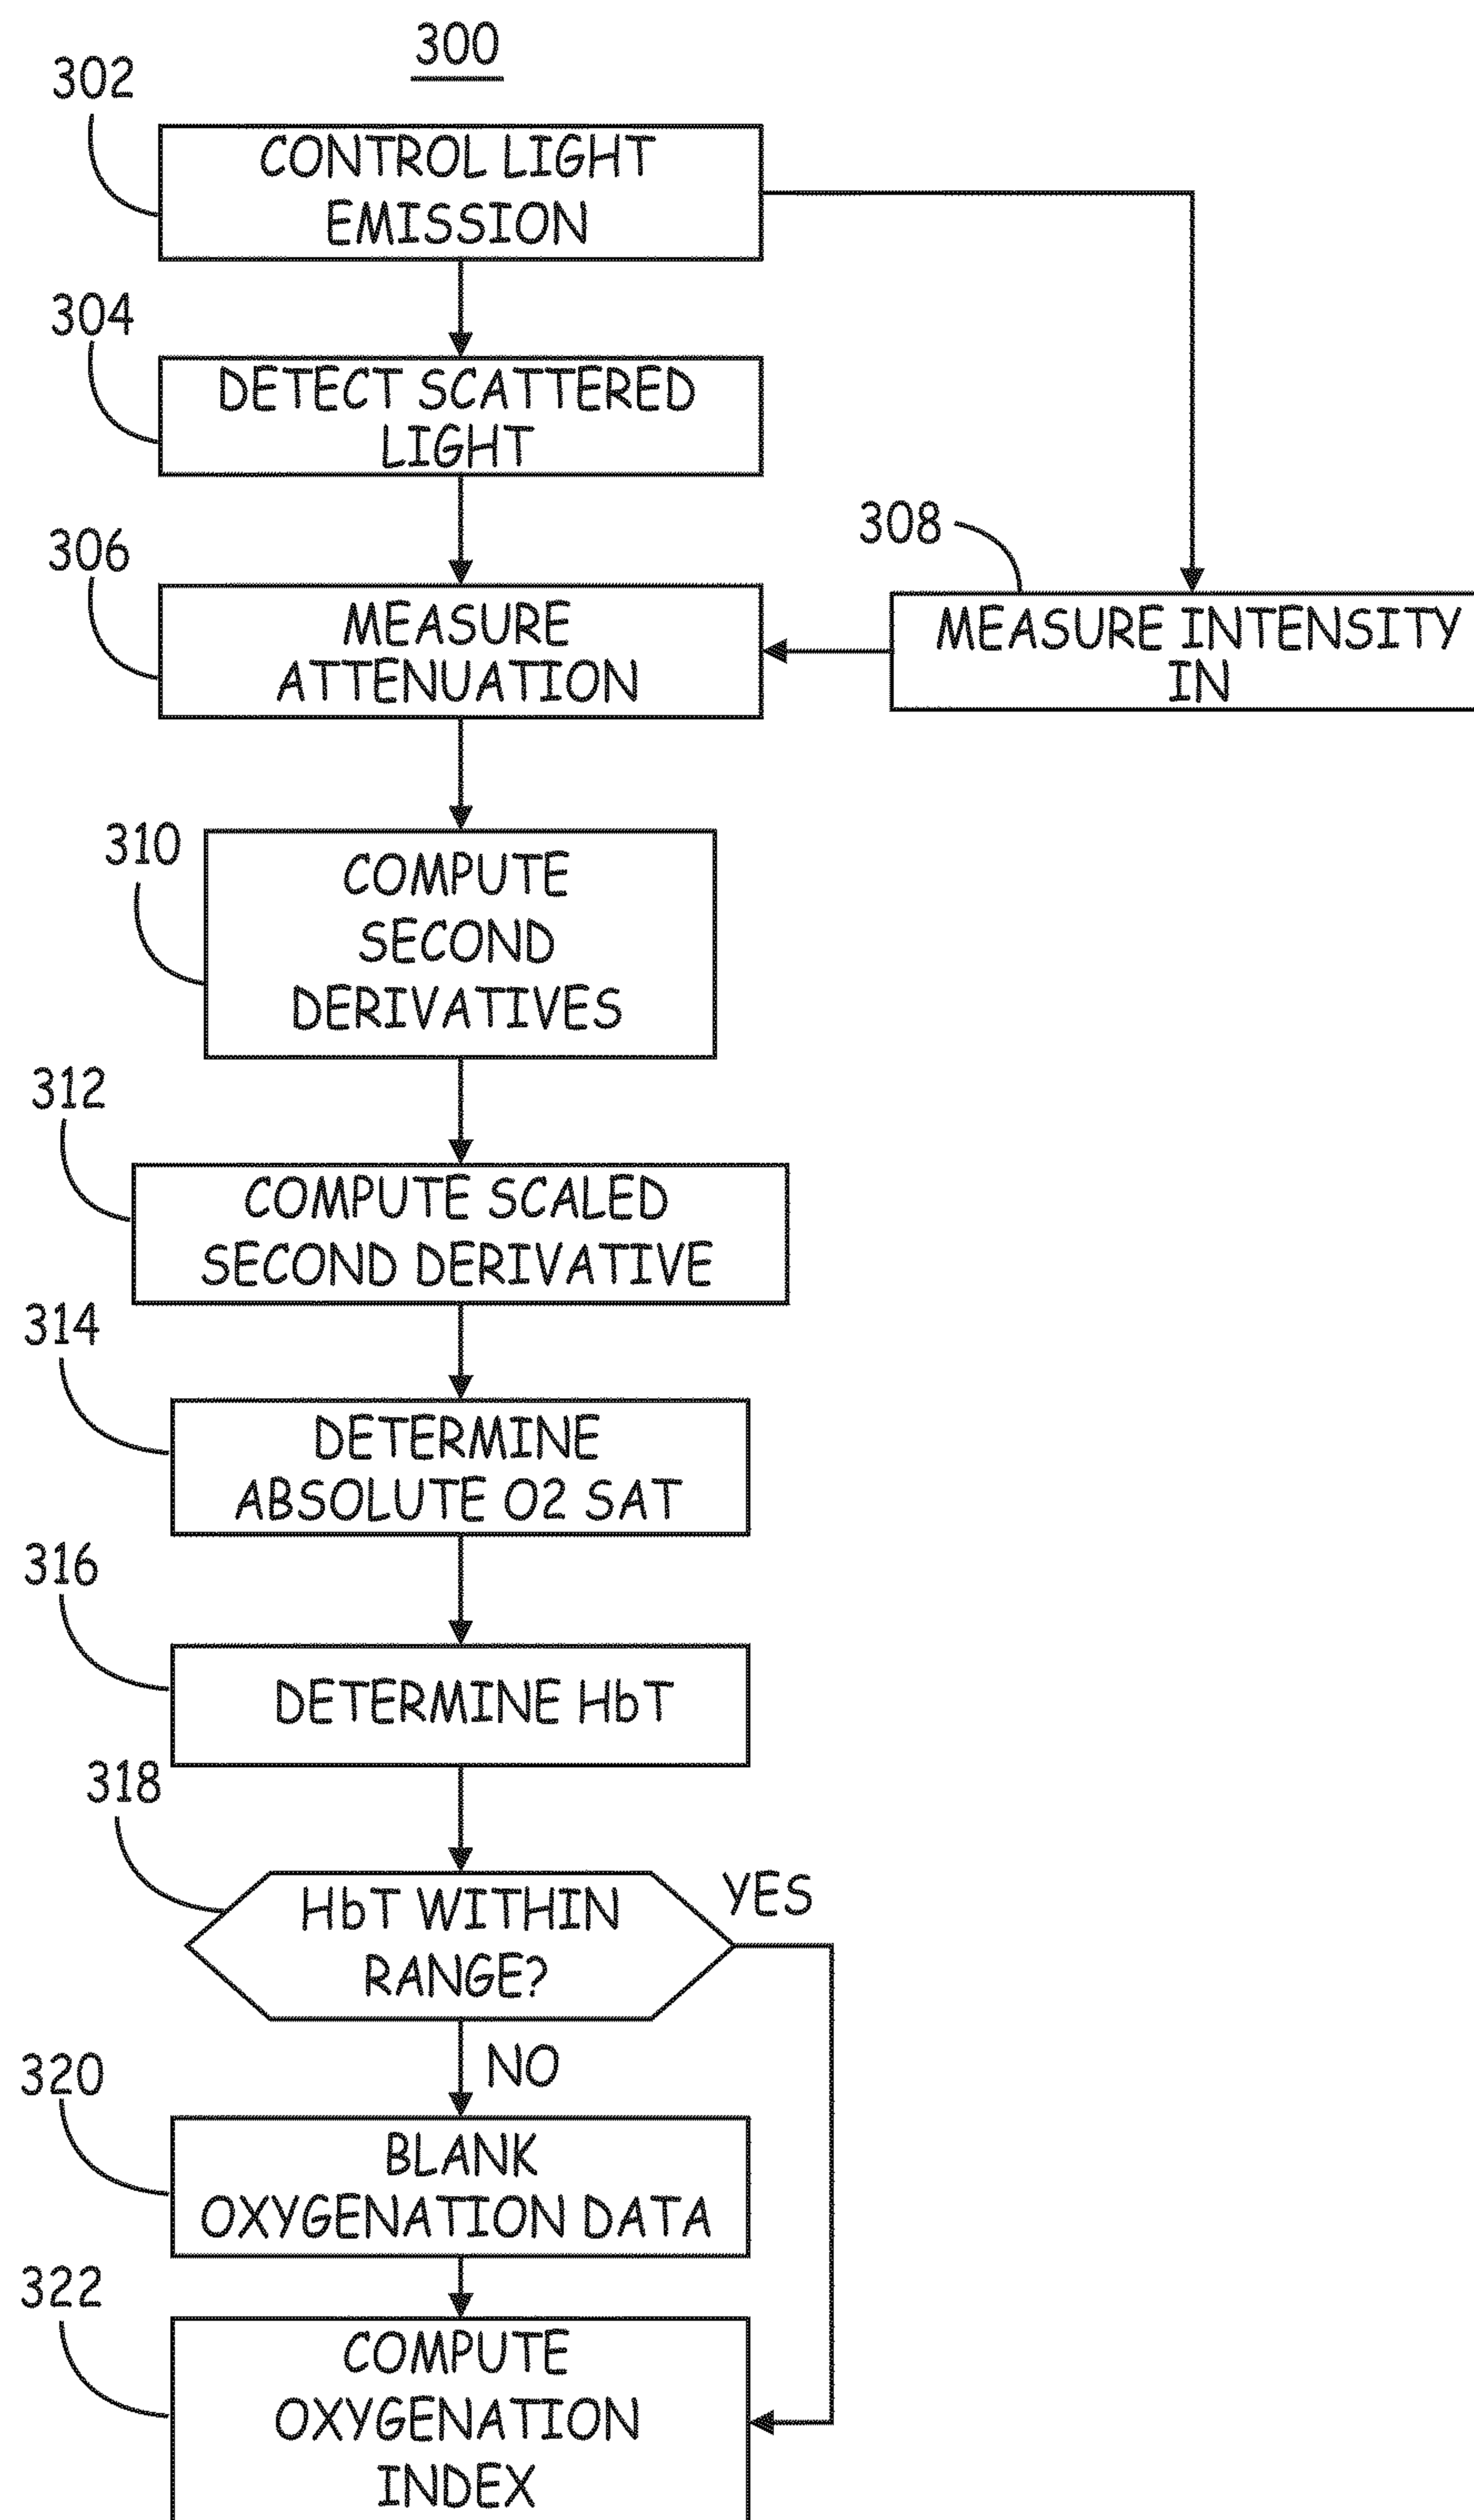 300
302
CONTROL LIGHT
EMISSION
304
DETECT SCATTERED
LIGHT
306
MEASURE
ATTENUATION
308
MEASURE INTENSITY
IN
310
COMPUTE
SECOND
DERIVATIVES
312
COMPUTE SCALED
SECOND DERIVATIVE
314
DETERMINE
ABSOLUTE O2 SAT
316
DETERMINE HbT
318
HbT WITHIN
RANGE?
YES
NO
320
BLANK
OXYGENATION DATA
322
COMPUTE
OXYGENATION
INDEX